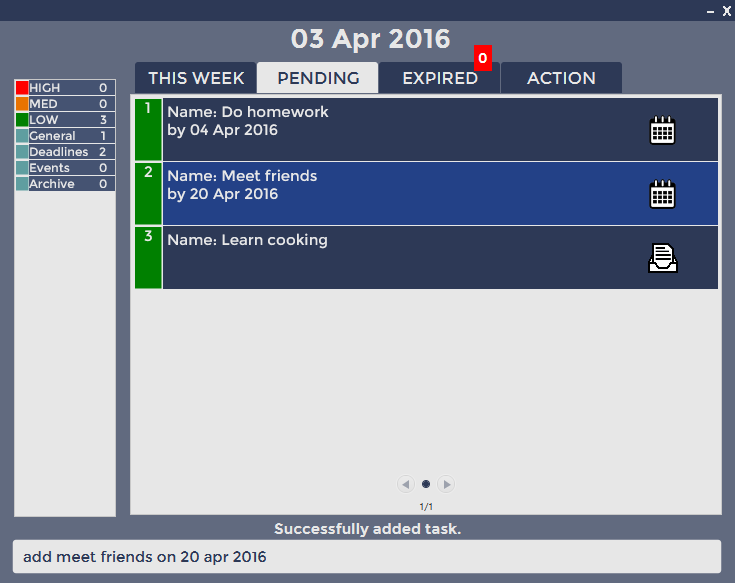 – X
03 Apr 2016
0
THIS WEEK PENDING EXPIRED ACTION
HIGH 0
MED 0
LOW 3
General 1
Deadlines 2
Events 0
Archive 0
1 Name: Do homework
by 04 Apr 2016
2 Name: Meet friends
by 20 Apr 2016
3 Name: Learn cooking
1/1
Successfully added task.
add meet friends on 20 apr 2016